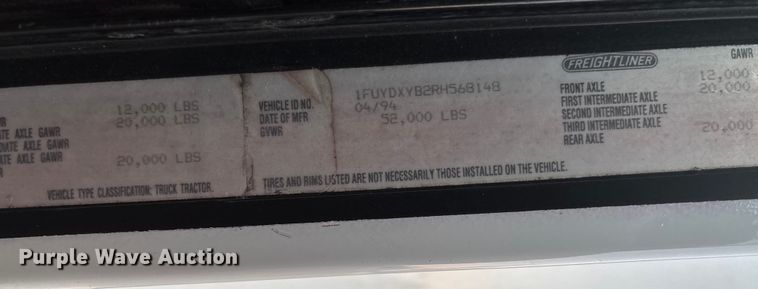 FREIGHTLINER
GAWR
12,000 LBS
20,000 LBS
ATE AXLE GAWR
DIATE AXLE GAWR
ATE AXLE GAWR
20,000 LBS
VEHICLE TYPE CLASSIFICATION: TRUCK TRACTOR.
VEHICLE ID NO. 1FUYDXYB2RH568148
DATE OF MFR 04/94
GVWR 52,000 LBS
FRONT AXLE 12,000
FIRST INTERMEDIATE AXLE 20,000
SECOND INTERMEDIATE AXLE
THIRD INTERMEDIATE AXLE
REAR AXLE 20,000
TIRES AND RIMS LISTED ARE NOT NECESSARILY THOSE INSTALLED ON THE VEHICLE.
Purple Wave Auction